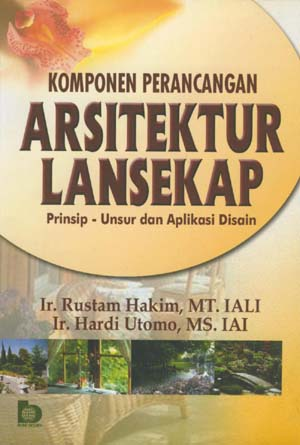 KOMPONEN PERANCANGAN
ARSITEKTUR
LANSEKAP
Prinsip - Unsur dan Aplikasi Disain
Ir. Rustam Hakim, MT. IALI
Ir. Hardi Utomo, MS. IAI